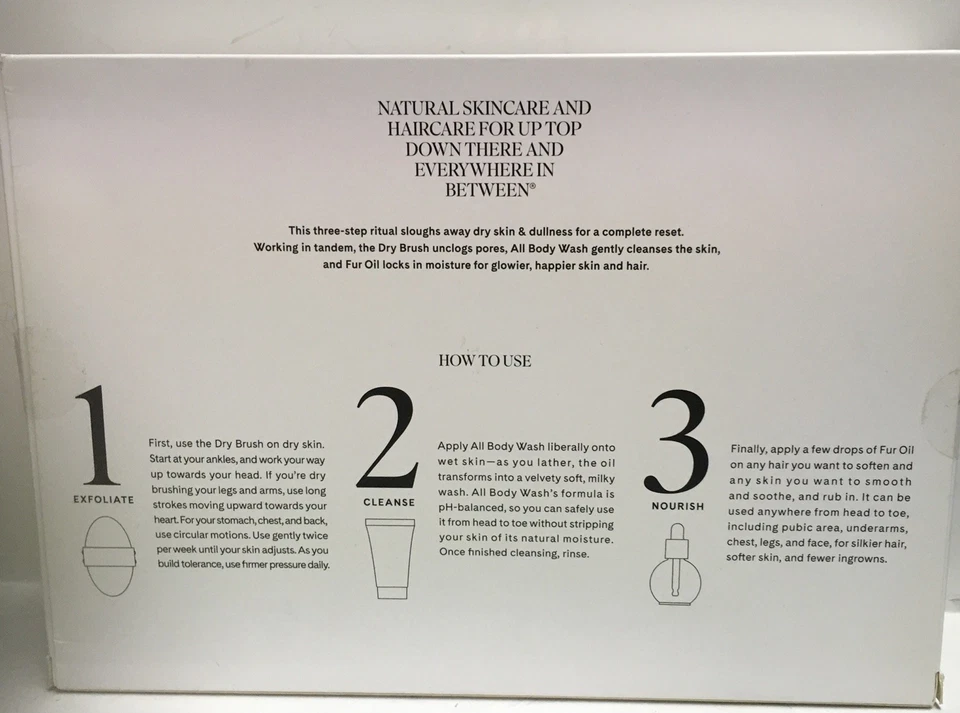 NATURAL SKINCARE AND
HAIRCARE FOR UP TOP
DOWN THERE AND
EVERYWHERE IN
BETWEEN®
This three-step ritual sloughs away dry skin & dullness for a complete reset.
Working in tandem, the Dry Brush unclogs pores, All Body Wash gently cleanses the skin,
and Fur Oil locks in moisture for glowier, happier skin and hair.
HOW TO USE
1
EXFOLIATE
First, use the Dry Brush on dry skin.
Start at your ankles, and work your way
up towards your head. If you're dry
brushing your legs and arms, use long
strokes moving upward towards your
heart. For your stomach, chest, and back,
use circular motions. Use gently twice
per week until your skin adjusts. As you
build tolerance, use firmer pressure daily.
2
CLEANSE
Apply All Body Wash liberally onto
wet skin—as you lather, the oil
transforms into a velvety soft, milky
wash. All Body Wash's formula is
pH-balanced, so you can safely use
it from head to toe without stripping
your skin of its natural moisture.
Once finished cleansing, rinse.
3
NOURISH
Finally, apply a few drops of Fur Oil
on any hair you want to soften and
any skin you want to smooth
and soothe, and rub in. It can be
used anywhere from head to toe,
including pubic area, underarms,
chest, legs, and face, for silkier hair,
softer skin, and fewer ingrowns.